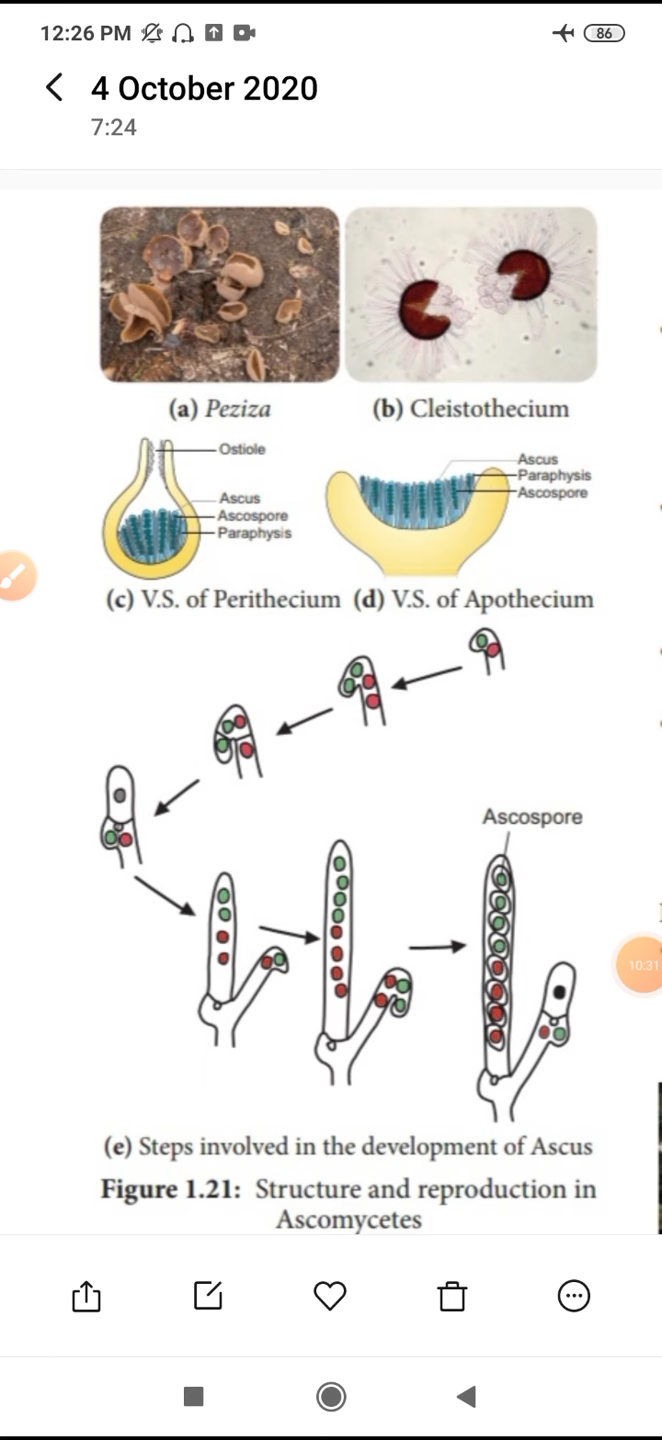 12:26 PM
86
4 October 2020
7:24
(a) Peziza
(b) Cleistothecium
Ostiole
Ascus
Ascospore
Paraphysis
Ascus
Paraphysis
Ascospore
(c) V.S. of Perithecium (d) V.S. of Apothecium
Ascospore
10:31
(e) Steps involved in the development of Ascus
Figure 1.21: Structure and reproduction in
Ascomycetes